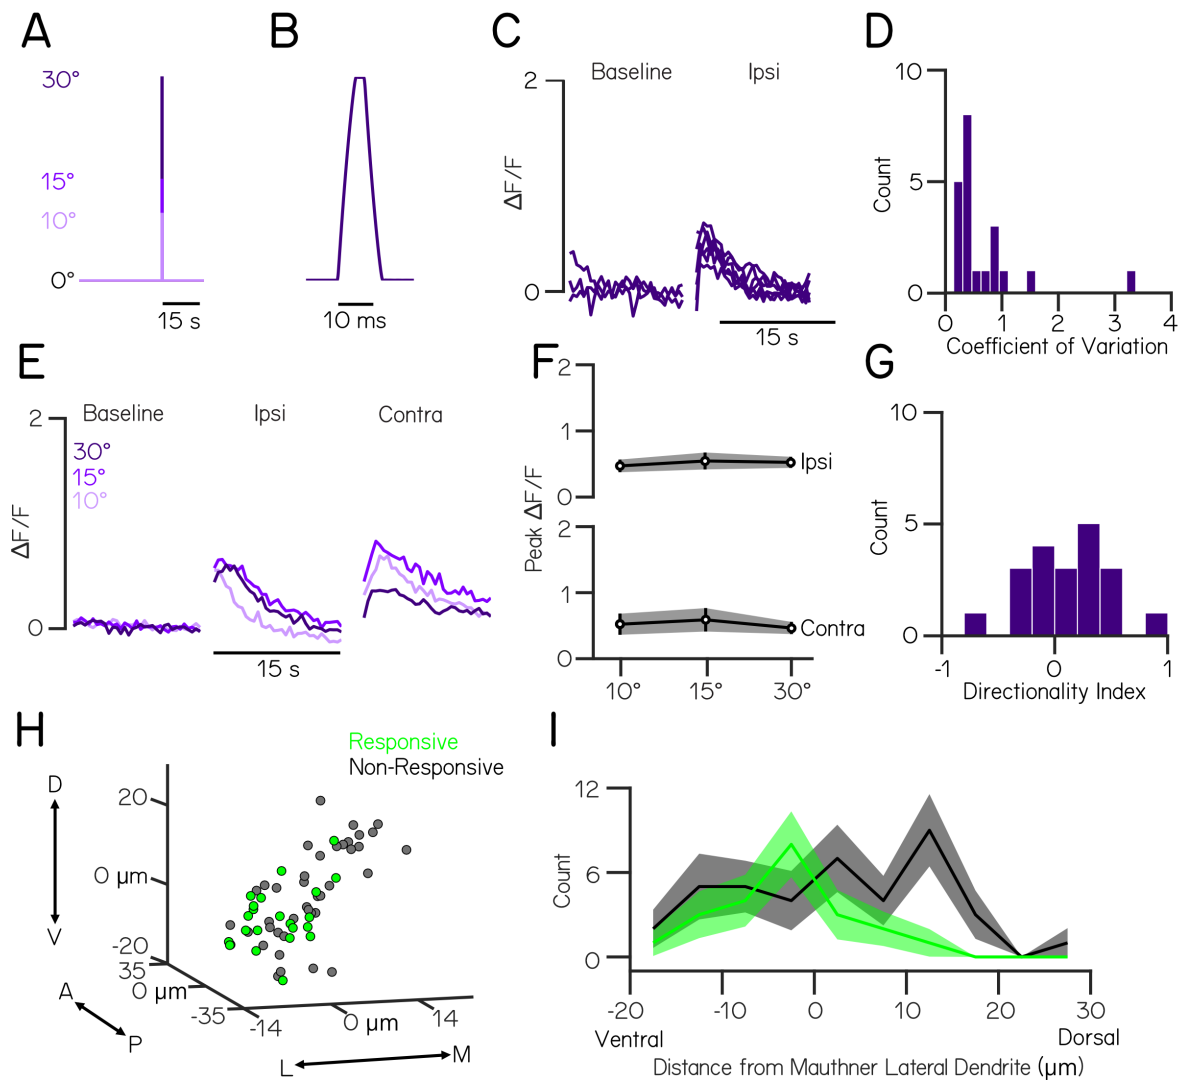 A
30°
15°
10°
0°
15 s
B
10 ms
C
Baseline
Ipsi
2
1
0
ΔF/F
15 s
D
10
5
0
Count
0
1
2
3
4
Coefficient of Variation
E
Baseline
Ipsi
Contra
2
1
0
ΔF/F
30°
15°
10°
15 s
F
2
1
0
Ipsi
2
1
0
Contra
Peak ΔF/F
10°
15°
30°
G
10
5
0
Count
-1
0
1
Directionality Index
H
Responsive
Non-Responsive
D
V
20
0 µm
-20
35
0 µm
-35
A
P
-14
0 µm
14
L
M
I
12
6
0
Count
-20
-10
0
10
20
30
Ventral
Dorsal
Distance from Mauthner Lateral Dendrite (µm)